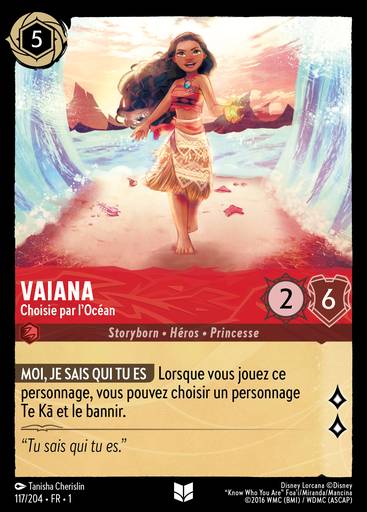 5
VAIANA
Choisie par l'Océan
2
6
Storyborn • Héros • Princesse
MOI, JE SAIS QUI TU ES Lorsque vous jouez ce
personnage, vous pouvez choisir un personnage
Te Kā et le bannir.
“Tu sais qui tu es.”
Tanisha Cherislin
117/204 • FR • 1
Disney Lorcana ©Disney
"Know Who You Are" Foa'i/Miranda/Mancina
©2016 WMC (BMI) / WDMC (ASCAP)